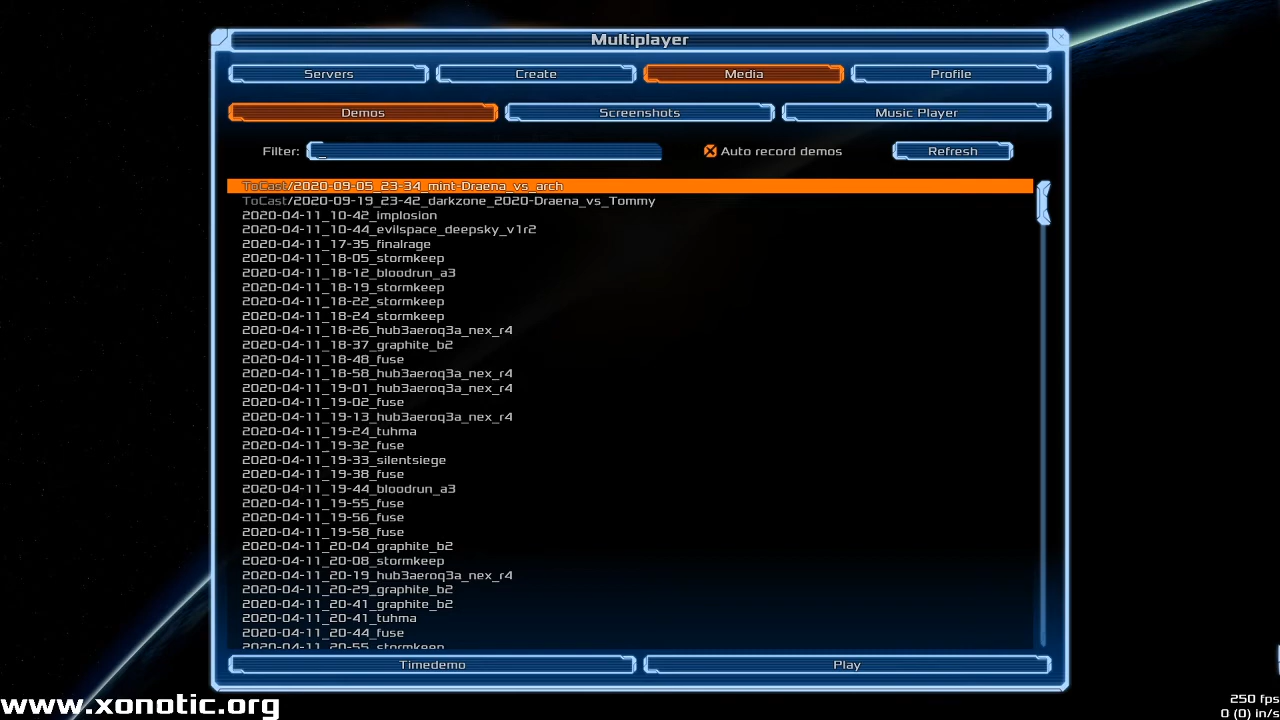 Multiplayer
Servers Create Media Profile
Demos Screenshots Music Player
Filter: _ Auto record demos Refresh
ToCast/2020-09-05_23-34_mint-Draena_vs_arch
ToCast/2020-09-19_23-42_darkzone_2020-Draena_vs_Tommy
2020-04-11_10-42_implosion
2020-04-11_10-44_evilspace_deepsky_v1r2
2020-04-11_17-35_finalrage
2020-04-11_18-05_stormkeep
2020-04-11_18-12_bloodrun_a3
2020-04-11_18-19_stormkeep
2020-04-11_18-22_stormkeep
2020-04-11_18-24_stormkeep
2020-04-11_18-26_hub3aeroq3a_nex_r4
2020-04-11_18-37_graphite_b2
2020-04-11_18-48_fuse
2020-04-11_18-58_hub3aeroq3a_nex_r4
2020-04-11_19-01_hub3aeroq3a_nex_r4
2020-04-11_19-02_fuse
2020-04-11_19-13_hub3aeroq3a_nex_r4
2020-04-11_19-24_tuhma
2020-04-11_19-32_fuse
2020-04-11_19-33_silentsiege
2020-04-11_19-38_fuse
2020-04-11_19-44_bloodrun_a3
2020-04-11_19-55_fuse
2020-04-11_19-56_fuse
2020-04-11_19-58_fuse
2020-04-11_20-04_graphite_b2
2020-04-11_20-08_stormkeep
2020-04-11_20-19_hub3aeroq3a_nex_r4
2020-04-11_20-29_graphite_b2
2020-04-11_20-41_graphite_b2
2020-04-11_20-41_tuhma
2020-04-11_20-44_fuse
2020-04-11_20-55_stormkeep
Timedemo Play
www.xonotic.org
250 fps
0 (0) in/s